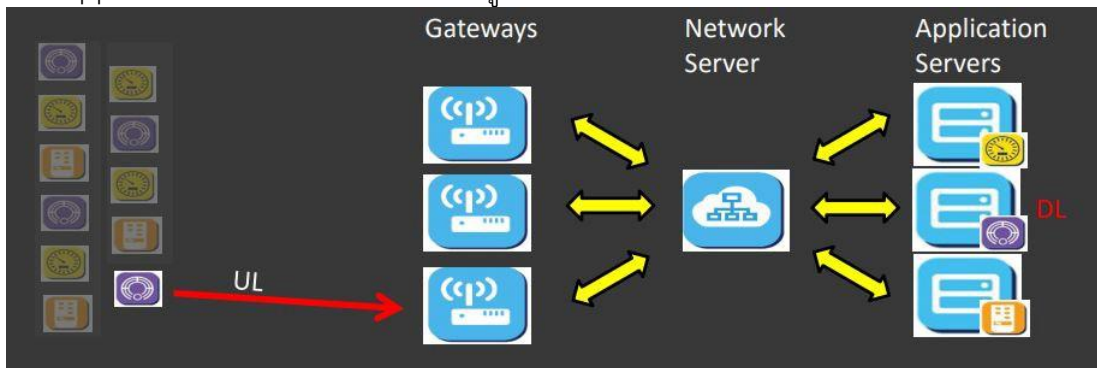 Gateways
Network
Server
Application
Servers
UL
DL